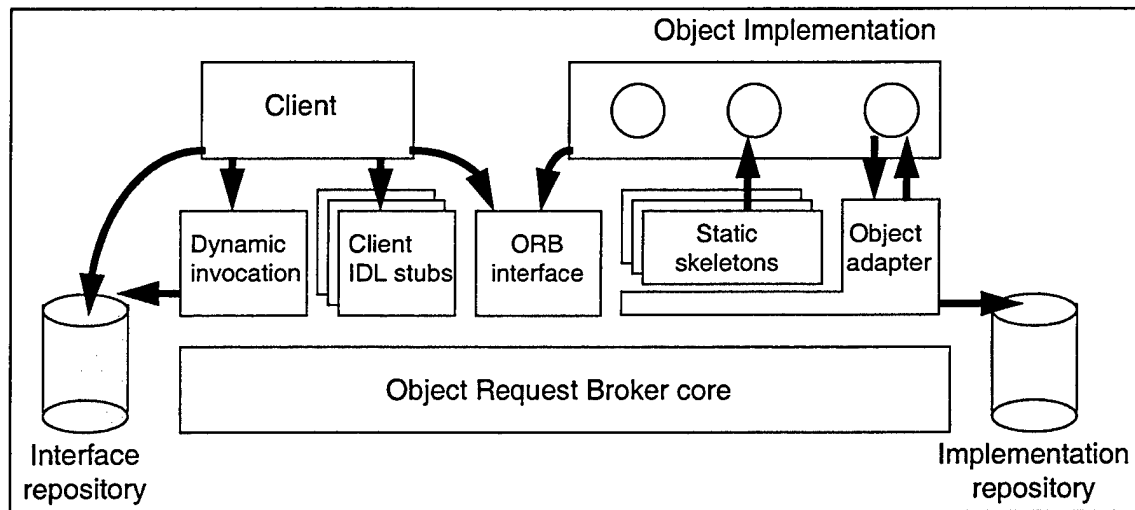 Object Implementation
Client
Dynamic
invocation
Client
IDL stubs
ORB
interface
Static
skeletons
Object
adapter
Object Request Broker core
Interface
repository
Implementation
repository